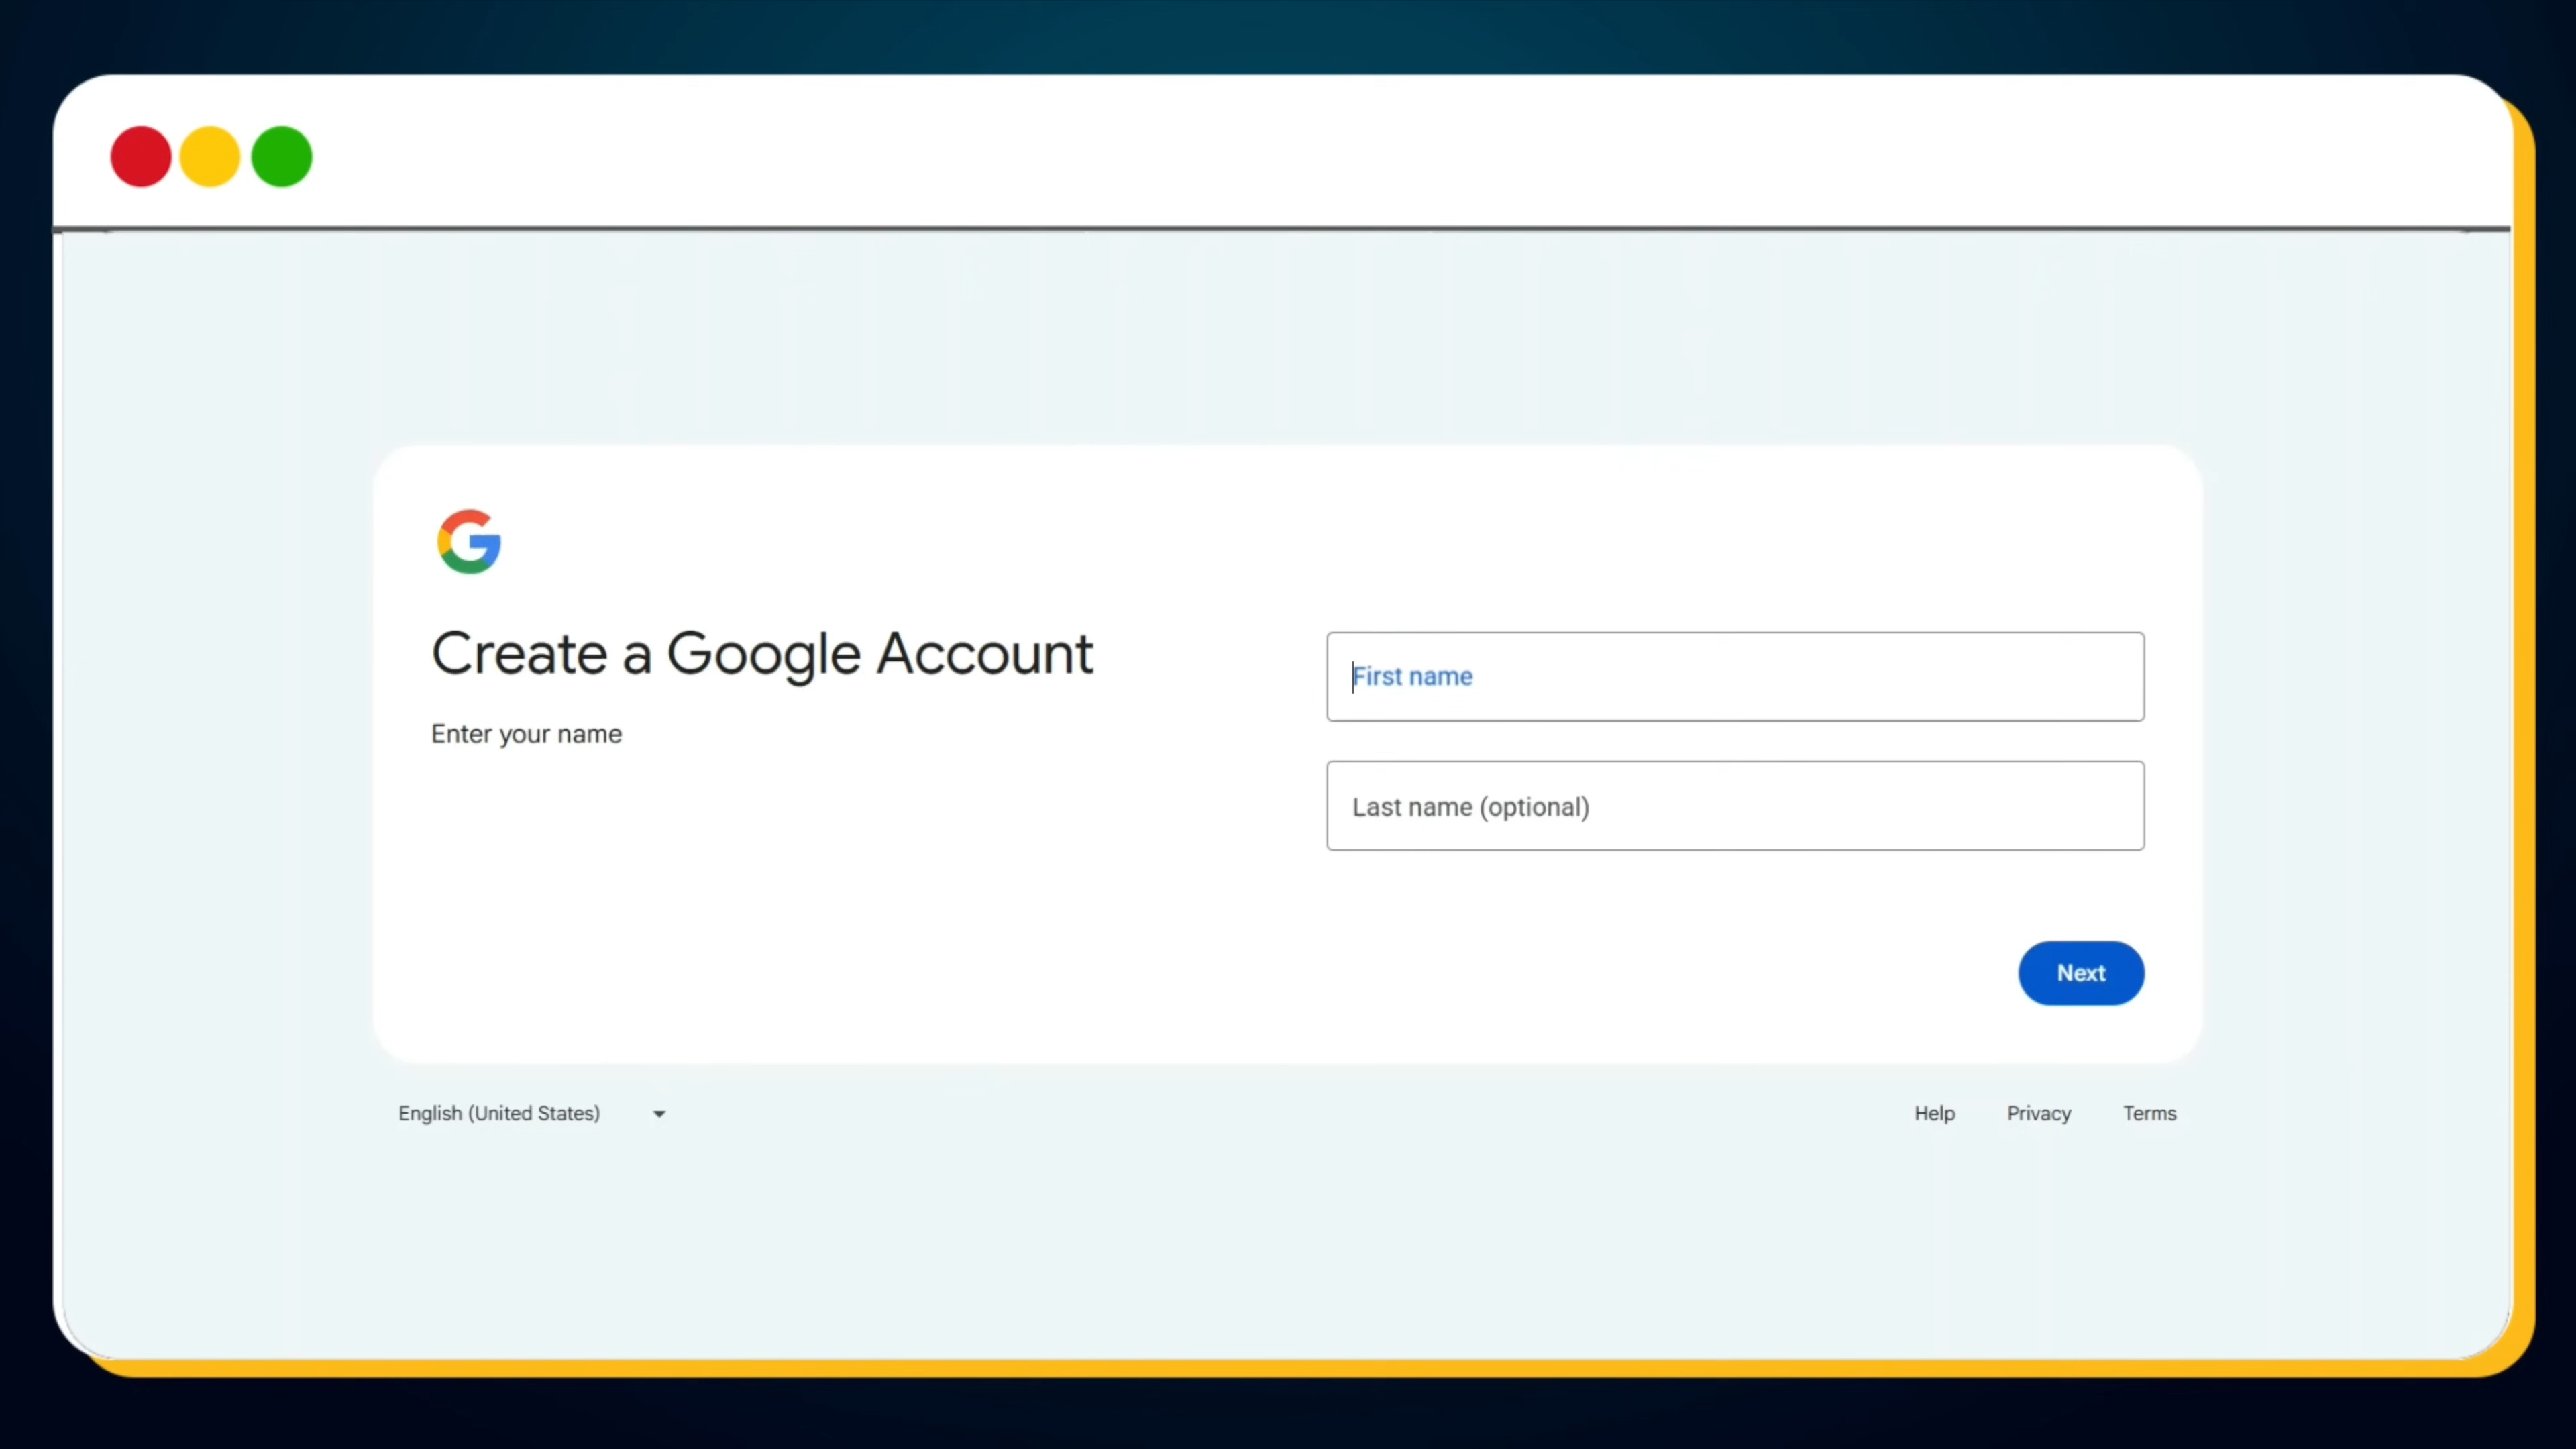 Create a Google Account
Enter your name
First name
Last name (optional)
Next
English (United States)
Help Privacy Terms